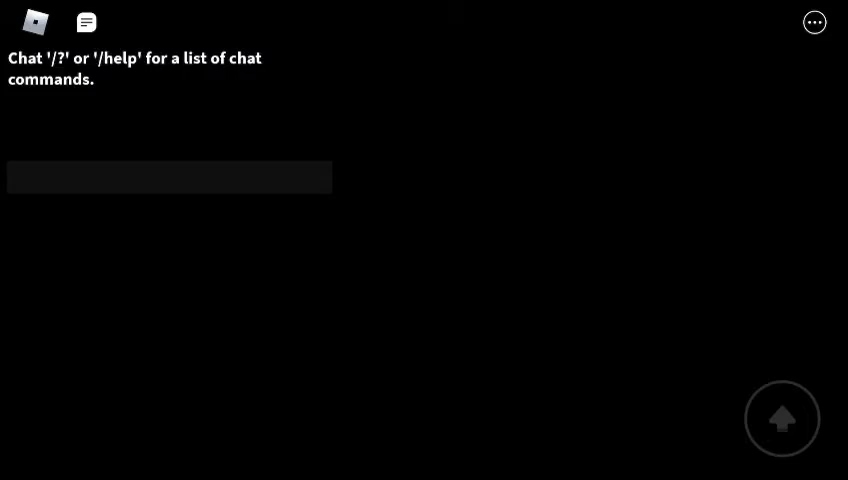 Chat '/?' or '/help' for a list of chat
commands.